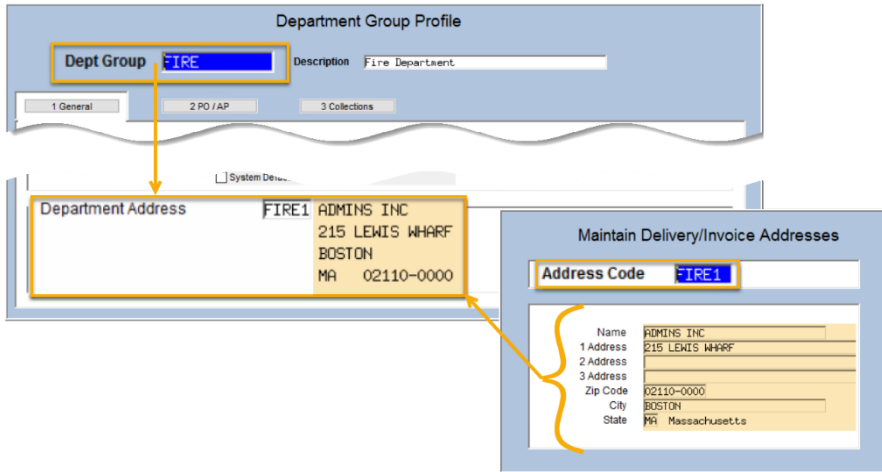 Department Group Profile
Dept Group FIRE Description Fire Department
1 General 2 PO / AP 3 Collections
System
Department Address FIRE1 ADMINS INC
215 LEWIS WHARF
BOSTON
MA 02110-0000
Maintain Delivery/Invoice Addresses
Address Code FIRE1
Name ADMINS INC
1 Address 215 LEWIS WHARF
2 Address
3 Address
Zip Code 02110-0000
City BOSTON
State MA Massachusetts